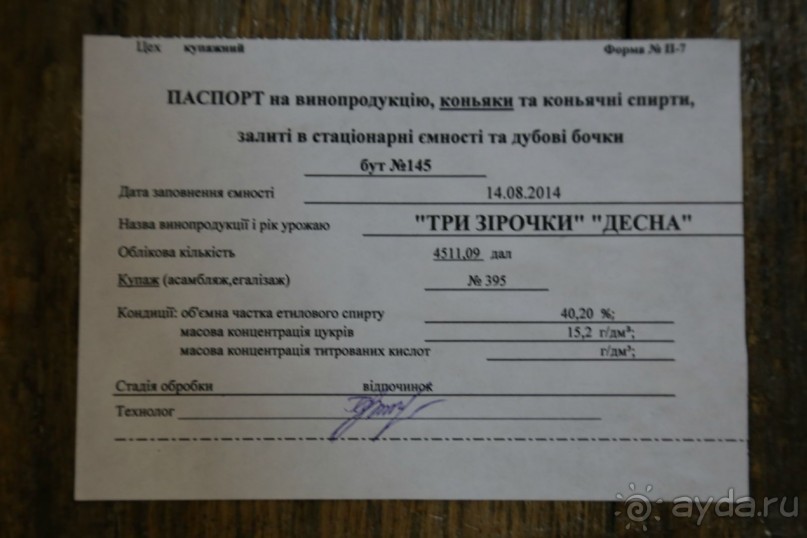 Цех купажний Форма № П-7
ПАСПОРТ на винопродукцію, коньяки та коньячні спирти,
залиті в стаціонарні ємності та дубові бочки
бут №145
Дата заповнення ємності 14.08.2014
Назва винопродукції і рік урожаю "ТРИ ЗІРОЧКИ" "ДЕСНА"
Облікова кількість 4511,09 дал
Купаж (асамбляж,егалізаж) № 395
Кондиції: об'ємна частка етилового спирту 40,20 %;
масова концентрація цукрів 15,2 г/дм³;
масова концентрація титрованих кислот г/дм³;
Стадія обробки відпочинок
Технолог
ayda.ru